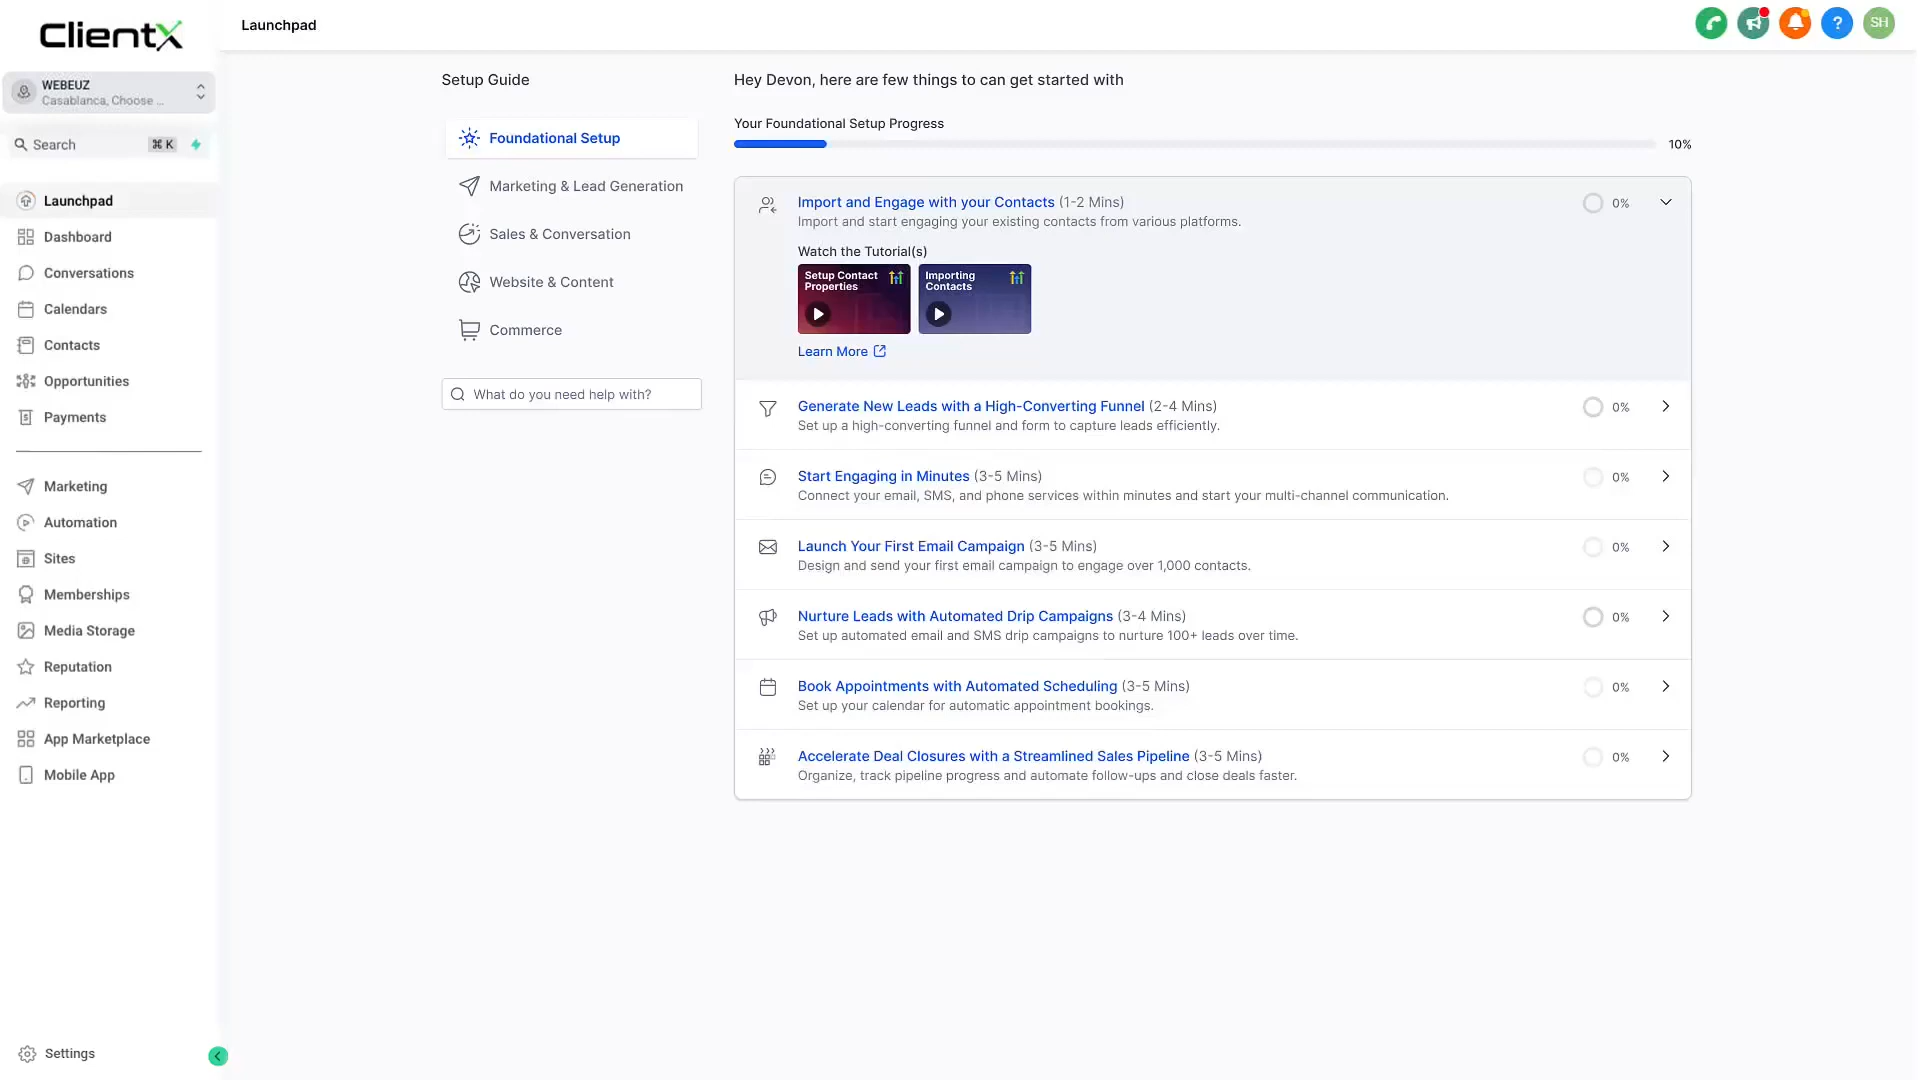 ClientX
WEBEUZ
Casablanca, Choose ...
Search
⌘ K
Launchpad
Dashboard
Conversations
Calendars
Contacts
Opportunities
Payments
Marketing
Automation
Sites
Memberships
Media Storage
Reputation
Reporting
App Marketplace
Mobile App
Settings
Launchpad
SH
Setup Guide
Foundational Setup
Marketing & Lead Generation
Sales & Conversation
Website & Content
Commerce
What do you need help with?
Hey Devon, here are few things to can get started with
Your Foundational Setup Progress
10%
Import and Engage with your Contacts (1-2 Mins)
0%
Import and start engaging your existing contacts from various platforms.
Watch the Tutorial(s)
Setup Contact
Properties
Importing
Contacts
Learn More
Generate New Leads with a High-Converting Funnel (2-4 Mins)
0%
Set up a high-converting funnel and form to capture leads efficiently.
Start Engaging in Minutes (3-5 Mins)
0%
Connect your email, SMS, and phone services within minutes and start your multi-channel communication.
Launch Your First Email Campaign (3-5 Mins)
0%
Design and send your first email campaign to engage over 1,000 contacts.
Nurture Leads with Automated Drip Campaigns (3-4 Mins)
0%
Set up automated email and SMS drip campaigns to nurture 100+ leads over time.
Book Appointments with Automated Scheduling (3-5 Mins)
0%
Set up your calendar for automatic appointment bookings.
Accelerate Deal Closures with a Streamlined Sales Pipeline (3-5 Mins)
0%
Organize, track pipeline progress and automate follow-ups and close deals faster.